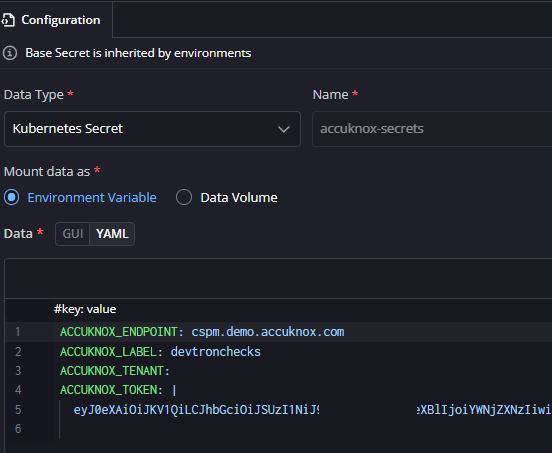 Configuration
Base Secret is inherited by environments
Data Type *
Name *
Kubernetes Secret
accuknox-secrets
Mount data as *
Environment Variable
Data Volume
Data *
GUI
YAML
#key: value
1 ACCUKNOX_ENDPOINT: cspm.demo.accuknox.com
2 ACCUKNOX_LABEL: devtronchecks
3 ACCUKNOX_TENANT:
4 ACCUKNOX_TOKEN: |
5 eyJ0eXAiOiJKV1QiLCJhbGciOiJSUzI1NiJ9 eXBlIjoiYWNjZXNzIiwi
6